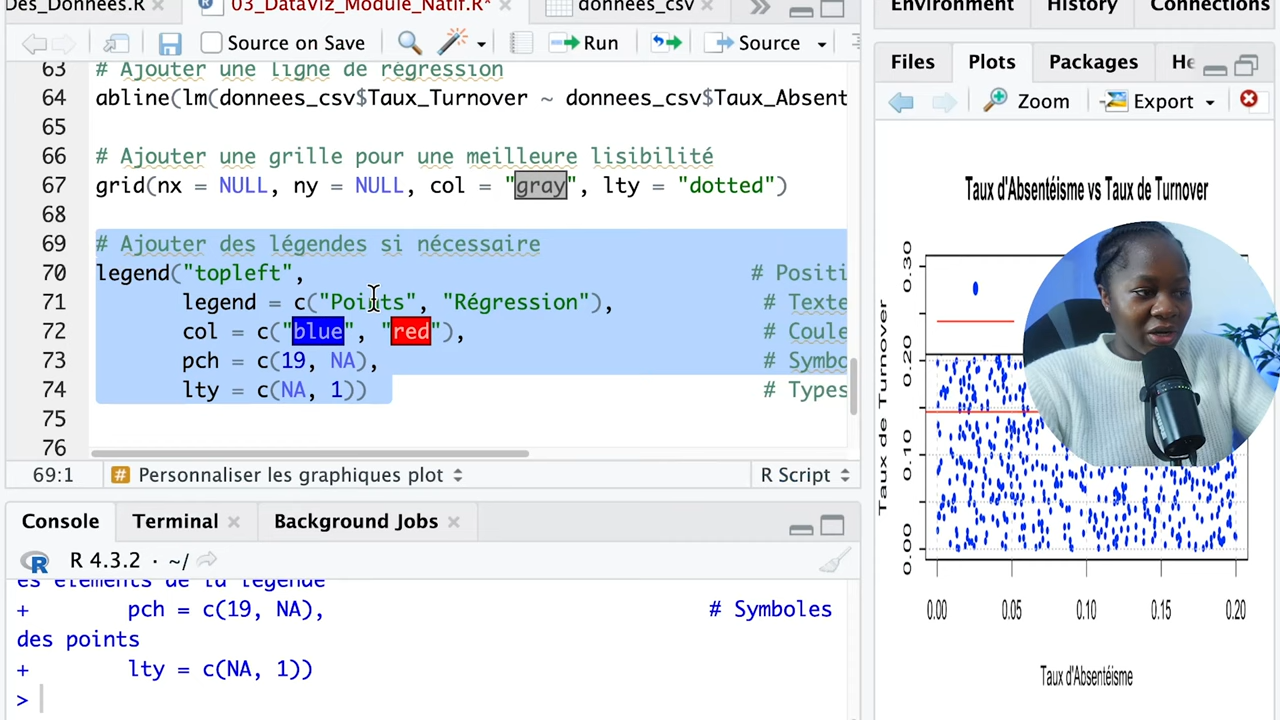 Des_Donnees.R
03_DataViz_Module_Natif.R*
donnees_csv
Source on Save
Run
Source
63 # Ajouter une ligne de régression
64 abline(lm(donnees_csv$Taux_Turnover ~ donnees_csv$Taux_Absent
65
66 # Ajouter une grille pour une meilleure lisibilité
67 grid(nx = NULL, ny = NULL, col = "gray", lty = "dotted")
68
69 # Ajouter des légendes si nécessaire
70 legend("topleft", # Positi
71 legend = c("Points", "Régression"), # Texte
72 col = c("blue", "red"), # Coule
73 pch = c(19, NA), # Symbo
74 lty = c(NA, 1)) # Types
75
76
69:1 # Personnaliser les graphiques plot R Script
Console Terminal Background Jobs
R 4.3.2 · ~/
es éléments de la légende
+ pch = c(19, NA), # Symboles
des points
+ lty = c(NA, 1))
>
Environment History Connections
Files Plots Packages He
Zoom Export
Taux d'Absentéisme vs Taux de Turnover
Taux de Turnover
0.30
0.20
0.10
0.00
0.00 0.05 0.10 0.15 0.20
Taux d'Absentéisme